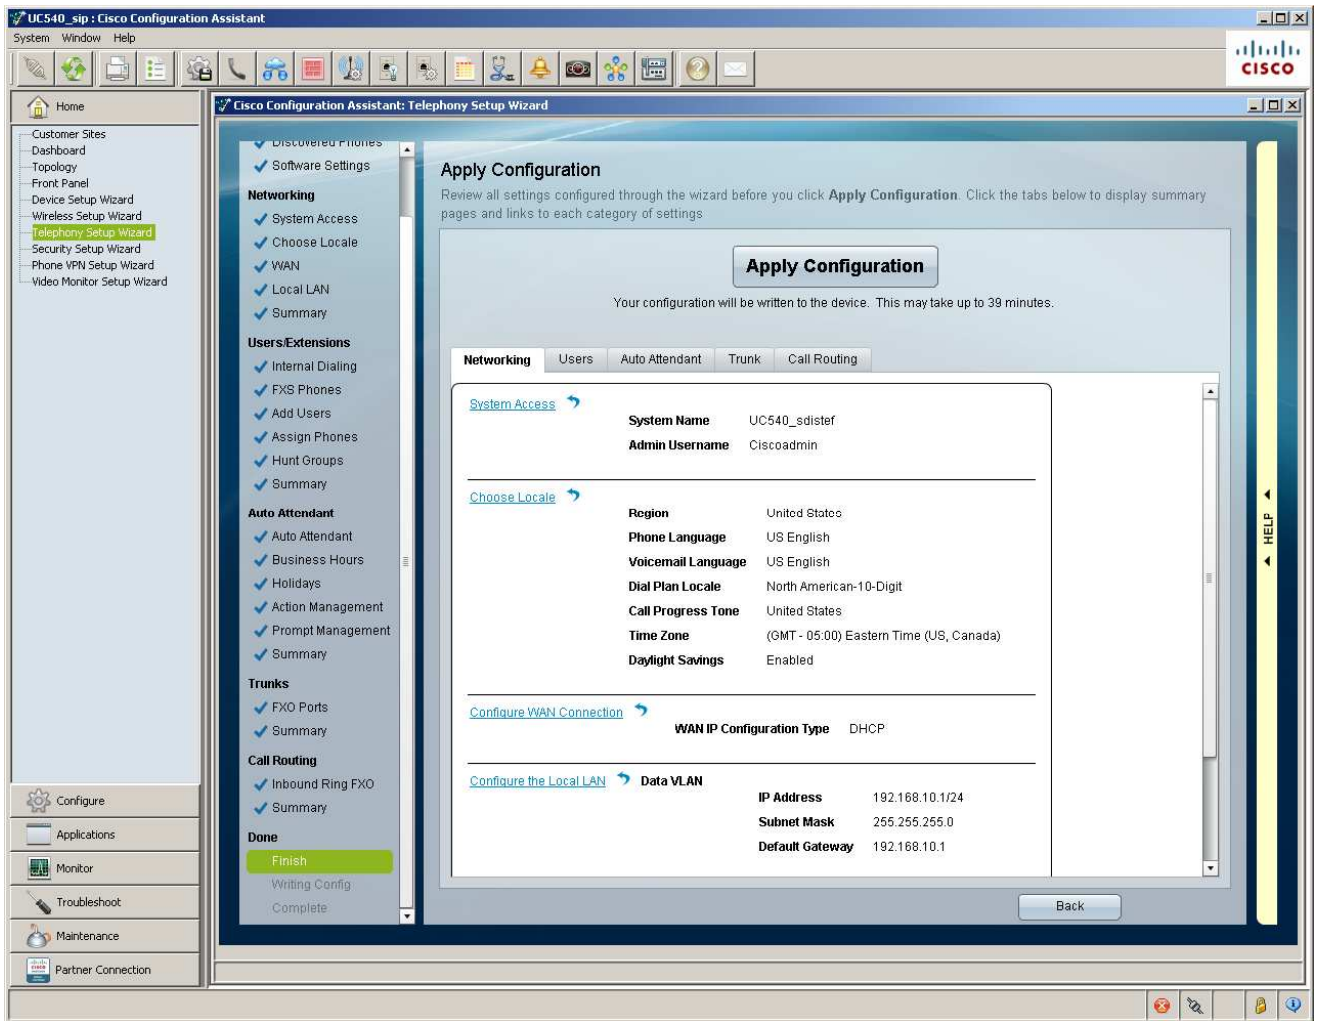 UC540_sip : Cisco Configuration Assistant
System Window Help
CISCO
Home
Customer Sites
Dashboard
Topology
Front Panel
Device Setup Wizard
Wireless Setup Wizard
Telephony Setup Wizard
Security Setup Wizard
Phone VPN Setup Wizard
Video Monitor Setup Wizard
Configure
Applications
Monitor
Troubleshoot
Maintenance
Partner Connection
Cisco Configuration Assistant: Telephony Setup Wizard
Discovered Phones
Software Settings
Networking
System Access
Choose Locale
WAN
Local LAN
Summary
Users/Extensions
Internal Dialing
FXS Phones
Add Users
Assign Phones
Hunt Groups
Summary
Auto Attendant
Auto Attendant
Business Hours
Holidays
Action Management
Prompt Management
Summary
Trunks
FXO Ports
Summary
Call Routing
Inbound Ring FXO
Summary
Done
Finish
Writing Config
Complete
Apply Configuration
Review all settings configured through the wizard before you click Apply Configuration. Click the tabs below to display summary
pages and links to each category of settings
Apply Configuration
Your configuration will be written to the device. This may take up to 39 minutes.
Networking Users Auto Attendant Trunk Call Routing
System Access
System Name UC540_sdistef
Admin Username Ciscoadmin
Choose Locale
Region United States
Phone Language US English
Voicemail Language US English
Dial Plan Locale North American-10-Digit
Call Progress Tone United States
Time Zone (GMT - 05:00) Eastern Time (US, Canada)
Daylight Savings Enabled
Configure WAN Connection
WAN IP Configuration Type DHCP
Configure the Local LAN Data VLAN
IP Address 192.168.10.1/24
Subnet Mask 255.255.255.0
Default Gateway 192.168.10.1
Back
HELP